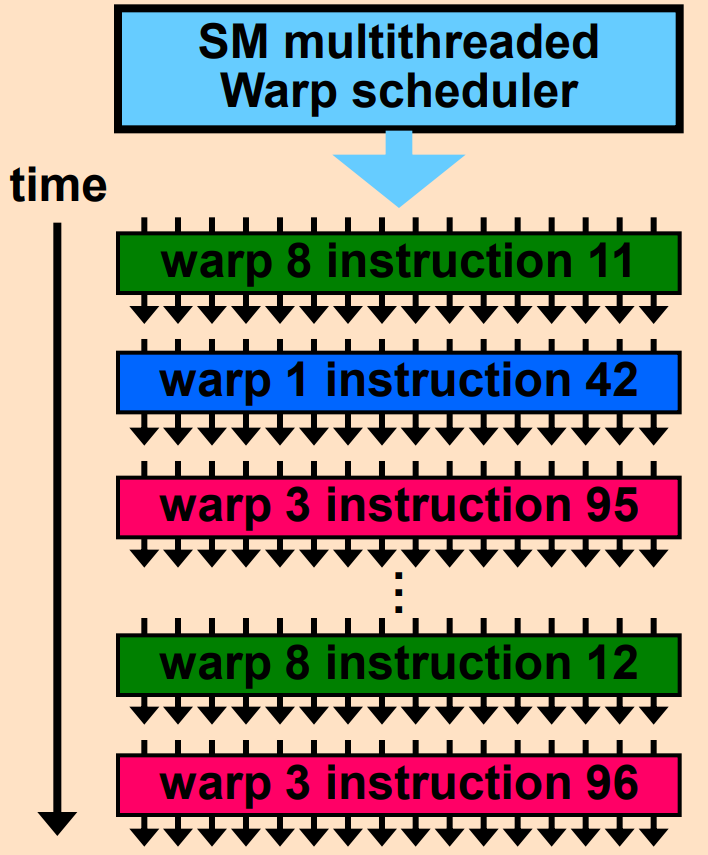 SM multithreaded
Warp scheduler
time
warp 8 instruction 11
warp 1 instruction 42
warp 3 instruction 95
⋮
warp 8 instruction 12
warp 3 instruction 96